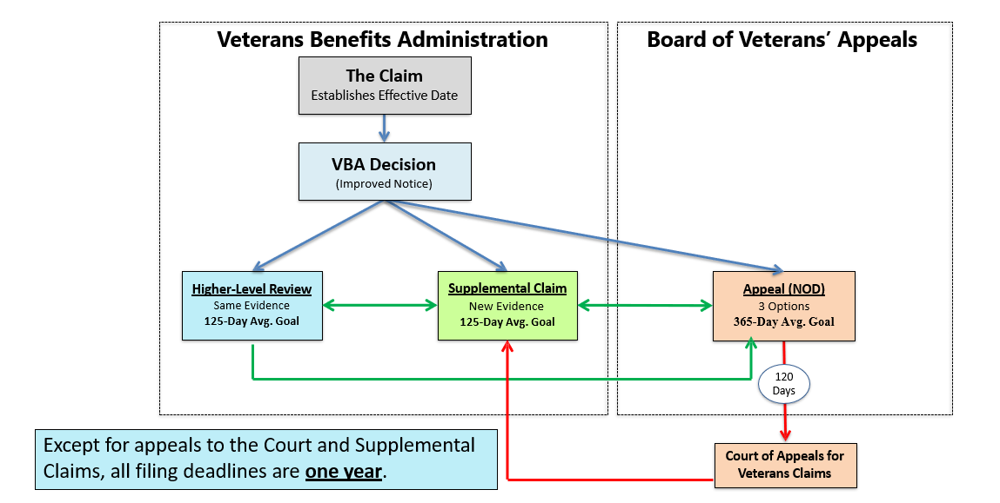 Veterans Benefits Administration
Board of Veterans’ Appeals
The Claim
Establishes Effective Date
VBA Decision
(Improved Notice)
Higher-Level Review
Same Evidence
125-Day Avg. Goal
Supplemental Claim
New Evidence
125-Day Avg. Goal
Appeal (NOD)
3 Options
365-Day Avg. Goal
120
Days
Except for appeals to the Court and Supplemental
Claims, all filing deadlines are one year.
Court of Appeals for
Veterans Claims